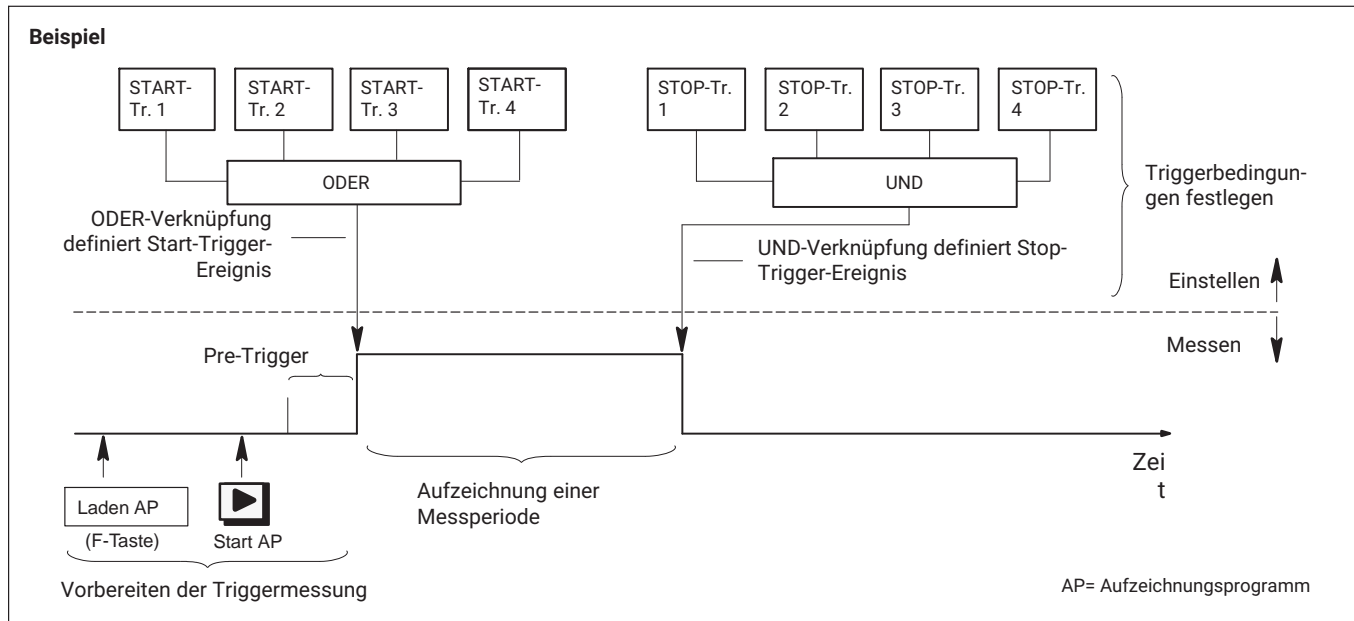 Beispiel
START-
Tr. 1
START-
Tr. 2
START-
Tr. 3
START-
Tr. 4
STOP-Tr.
1
STOP-Tr.
2
STOP-Tr.
3
STOP-Tr.
4
ODER
UND
Triggerbedingun-
gen festlegen
ODER-Verknüpfung
definiert Start-Trigger-
Ereignis
UND-Verknüpfung definiert Stop-
Trigger-Ereignis
Einstellen
Messen
Pre-Trigger
Zei
t
Laden AP
(F-Taste)
Start AP
Aufzeichnung einer
Messperiode
Vorbereiten der Triggermessung
AP= Aufzeichnungsprogramm